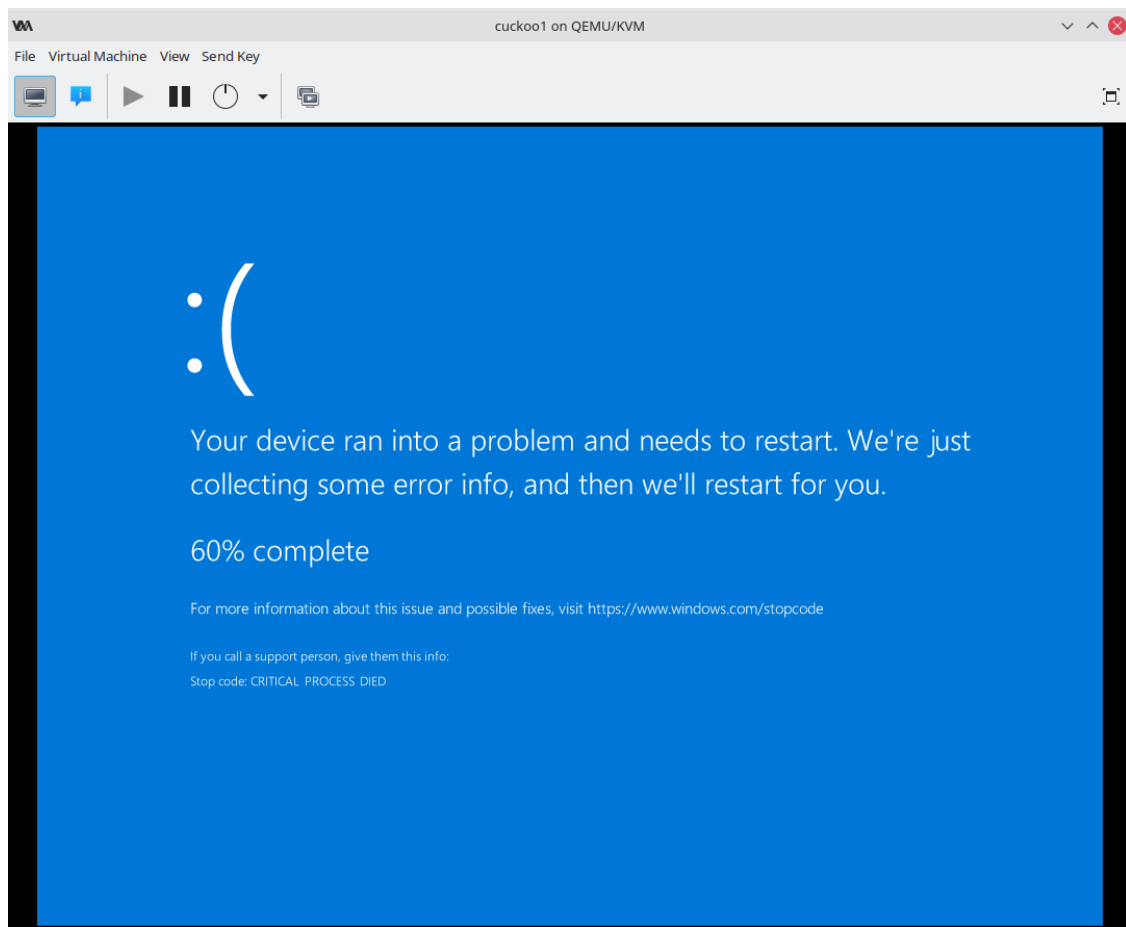 cuckoo1 on QEMU/KVM
File Virtual Machine View Send Key
:(
Your device ran into a problem and needs to restart. We're just
collecting some error info, and then we'll restart for you.
60% complete
For more information about this issue and possible fixes, visit https://www.windows.com/stopcode
If you call a support person, give them this info:
Stop code: CRITICAL PROCESS DIED